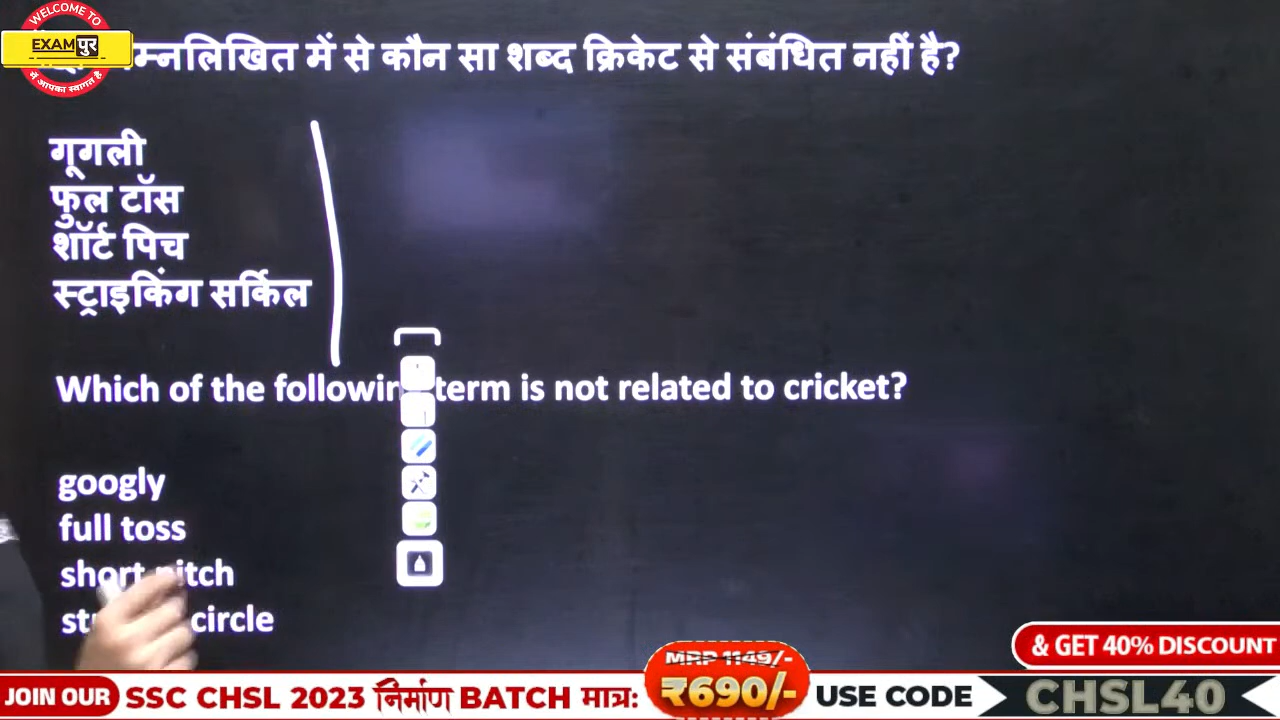 WELCOME TO
EXAMपुर
में आपका स्वागत है
म्नलिखित में से कौन सा शब्द क्रिकेट से संबंधित नहीं है?
गूगली
फुल टॉस
शॉर्ट पिच
स्ट्राइकिंग सर्किल
Which of the followin term is not related to cricket?
googly
full toss
short pitch
circle
& GET 40% DISCOUNT
MRP 1149/-
JOIN OUR SSC CHSL 2023 निर्माण BATCH मात्र: ₹690/- USE CODE CHSL40